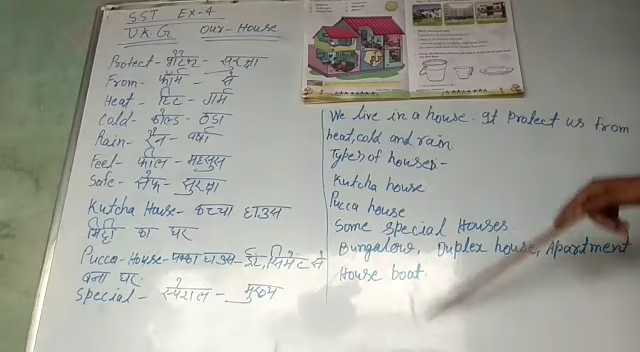 SST EX-4
U.K.G Our-House
Protect- प्रोटेक्ट- सुरक्षा
From- फॉर्म- से
Heat- हिट- गर्म
Cold- कोल्ड- ठंडा
Rain- रैन- वर्षा
Feel- फील- महसुस
Safe- सेफ- सुरक्षा
Kutcha House- कच्चा हाउस
मिट्टी का घर
Pucca-House- पक्का हाउस- ईट, सिमेंट से
बना घर
Special- स्पेशल- मुख्य
We live in a house. It protect us from
heat, cold and rain.
Types of houses:-
Kutcha house
Pucca house
Some special Houses.
Bungalows, Duplex house, Apartment
House boat.